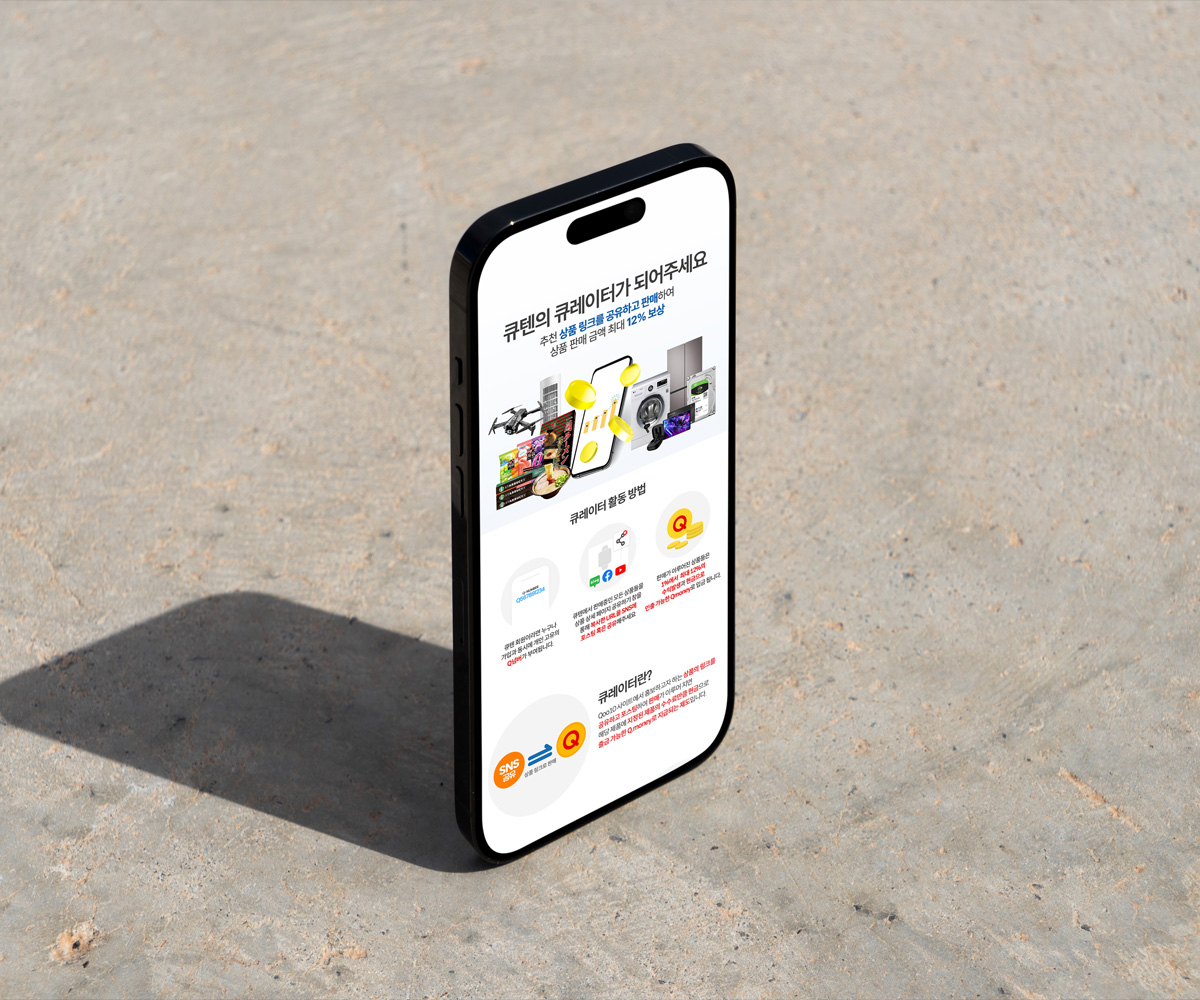 큐텐의 큐레이터가 되어주세요
추천 상품 링크를 공유하고 판매하여
상품 판매 금액 최대 12% 보상
큐레이터 활동 방법
큐텐 회원이라면 누구나
가입과 동시에 개인 고유의
Q넘버가 부여됩니다.
큐텐에서 판매중인 모든 상품들을
상품 상세 페이지 공유하기 창을
통해 복사한 URL을 SNS에
포스팅 혹은 공유해주세요
Q
판매가 이루어진 상품들은
1%에서 최대 12%의
수익발생과 현금으로
인출 가능한 Qmoney로 입금 됩니다.
큐레이터란?
Qoo10 사이트에서 홍보하고자 하는 상품의 링크를
공유하고 포스팅하여 판매가 이루어 지면
해당 제품에 지정된 제품의 수수료만큼 현금으로
출금 가능한 Q.money로 지급되는 제도입니다.
SNS
공유
상품 링크로 판매
Q